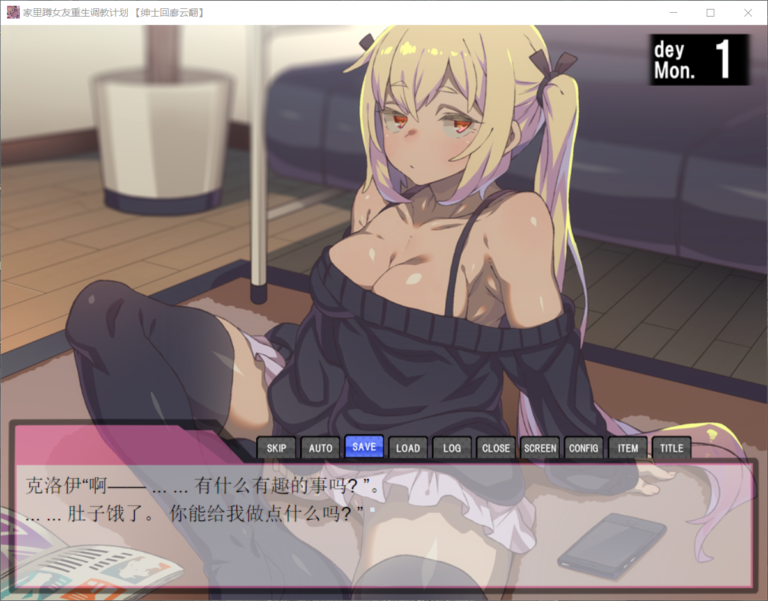 家里蹲女友重生调教计划 【绅士回廊云翻】
dey
Mon. 1
SKIP AUTO SAVE LOAD LOG CLOSE SCREEN CONFIG ITEM TITLE
克洛伊“啊—— ... ... 有什么有趣的事吗？”。
... ... 肚子饿了。 你能给我做点什么吗？”